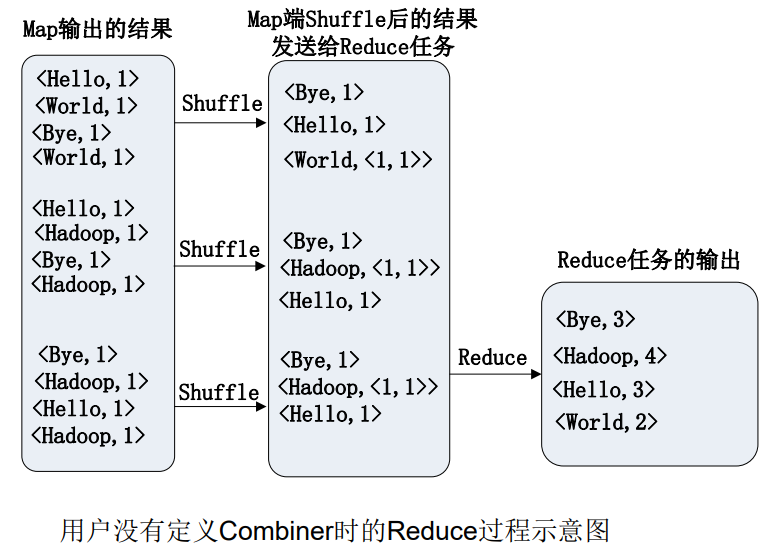 Map输出的结果
<Hello,1>
<World,1>
<Bye,1>
<World,1>
<Hello,1>
<Hadoop,1>
<Bye,1>
<Hadoop,1>
<Bye,1>
<Hadoop,1>
<Hello,1>
<Hadoop,1>
Shuffle
Shuffle
Shuffle
Map端Shuffle后的结果
发送给Reduce任务
<Bye,1>
<Hello,1>
<World,<1,1>>
<Bye,1>
<Hadoop,<1,1>>
<Hello,1>
<Bye,1>
<Hadoop,<1,1>>
<Hello,1>
Reduce
Reduce任务的输出
<Bye,3>
<Hadoop,4>
<Hello,3>
<World,2>
用户没有定义Combiner时的Reduce过程示意图